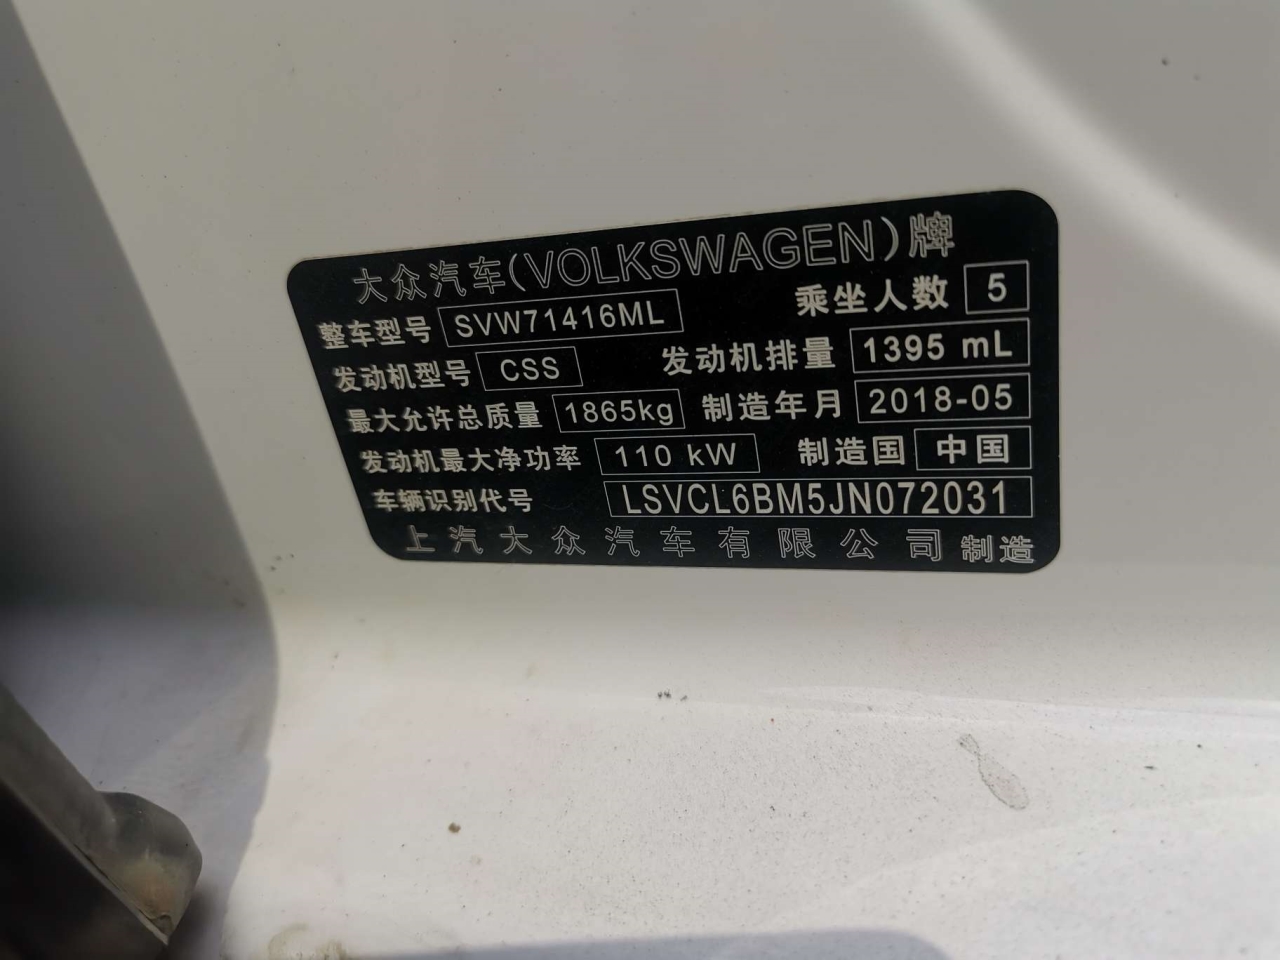 大众汽车(VOLKSWAGEN)牌
整车型号 SVW71416ML 乘坐人数 5
发动机型号 CSS 发动机排量 1395 mL
最大允许总质量 1865kg 制造年月 2018-05
发动机最大净功率 110 kW 制造国 中国
车辆识别代号 LSVCL6BM5JN072031
上汽大众汽车有限公司 制造